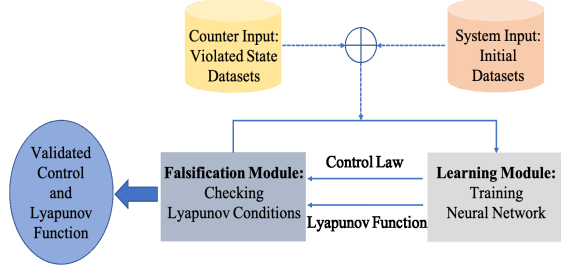 Counter Input:
Violated State
Datasets
System Input:
Initial
Datasets
Validated
Control
and
Lyapunov
Function
Falsification Module:
Checking
Lyapunov Conditions
Control Law
Lyapunov Function
Learning Module:
Training
Neural Network